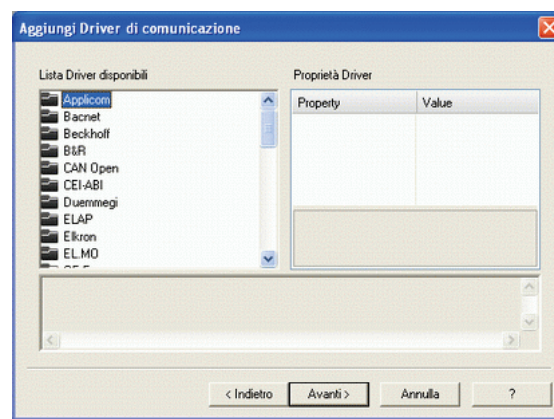 Aggiungi Driver di comunicazione
Lista Driver disponibili
Proprietà Driver
Applicom
Bacnet
Beckhoff
B&R
CAN Open
CEI-ABI
Duemmegi
ELAP
Elkron
EL.MO
Property Value
< Indietro Avanti > Annulla ?